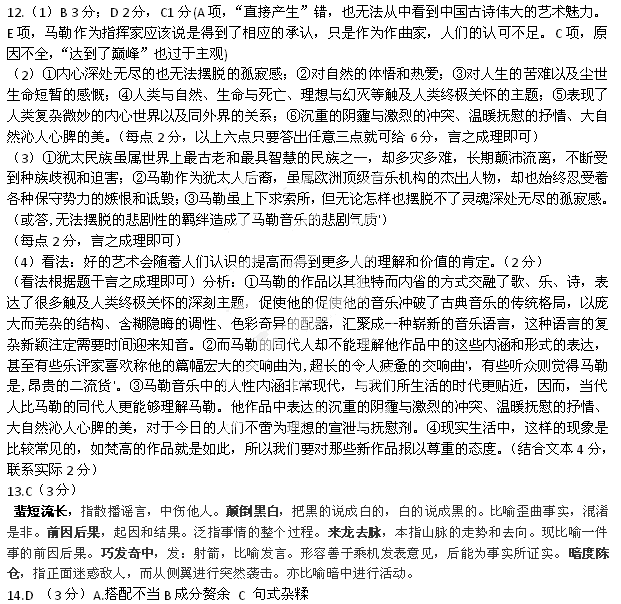 12.（1）B 3分；D 2分，C1分(A项，“直接产生”错，也无法从中看到中国古诗伟大的艺术魅力。
E项，马勒作为指挥家应该说是得到了相应的承认，只是作为作曲家，人们的认可不足。C项，原
因不全，“达到了巅峰”也过于主观)
（2）①内心深处无尽的也无法摆脱的孤寂感；②对自然的体悟和热爱；③对人生的苦难以及尘世
生命短暂的感慨；④人类与自然、生命与死亡、理想与幻灭等触及人类终极关怀的主题；⑤表现了
人类复杂微妙的内心世界以及同外界的关系；⑥沉重的阴霾与激烈的冲突、温暖抚慰的抒情、大自
然沁人心脾的美。（每点2分，以上六点只要答出任意三点就可给6分，言之成理即可）
（3）①犹太民族虽属世界上最古老和最具智慧的民族之一，却多灾多难，长期颠沛流离，不断受
到种族歧视和迫害；②马勒作为犹太人后裔，虽属欧洲顶级音乐机构的杰出人物，却也始终忍受着
各种保守势力的嫉恨和诋毁；③马勒虽上下求索所，但无论怎样也摆脱不了灵魂深处无尽的孤寂感。
（或答，无法摆脱的悲剧性的羁绊造成了马勒音乐的悲剧气质'）
（每点2分，言之成理即可）
（4）看法：好的艺术会随着人们认识的提高而得到更多人的理解和价值的肯定。（2分）
（看法根据题干言之成理即可）分析：①马勒的作品以其独特而内省的方式交融了歌、乐、诗，表
达了很多触及人类终极关怀的深刻主题，促使他的促使他的音乐冲破了古典音乐的传统格局，以庞
大而芜杂的结构、含糊隐晦的调性、色彩奇异的配器，汇聚成一种崭新的音乐语言，这种语言的复
杂新颖注定需要时间迎来知音。②而马勒的同代人却不能理解他作品中的这些内涵和形式的表达，
甚至有些乐评家喜欢称他的篇幅宏大的交响曲为，超长的令人疲惫的交响曲'，有些听众则觉得马勒
是，昂贵的二流货'。③马勒音乐中的人性内涵非常现代，与我们所生活的时代更贴近，因而，当代
人比马勒的同代人更能够理解马勒。他作品中表达的沉重的阴霾与激烈的冲突、温暖抚慰的抒情、
大自然沁人心脾的美，对于今日的人们不啻为理想的宣泄与抚慰剂。④现实生活中，这样的现象是
比较常见的，如梵高的作品就是如此，所以我们要对那些新作品报以尊重的态度。（结合文本4分，
联系实际2分）
13.C（3分）
蜚短流长，指散播谣言，中伤他人。颠倒黑白，把黑的说成白的，白的说成黑的。比喻歪曲事实，混淆
是非。前因后果，起因和结果。泛指事情的整个过程。来龙去脉，本指山脉的走势和去向。现比喻一件
事的前因后果。巧发奇中，发：射箭，比喻发言。形容善于乘机发表意见，后能为事实所证实。暗度陈
仓，指正面迷惑敌人，而从侧翼进行突然袭击。亦比喻暗中进行活动。
14.D （3分）A.搭配不当 B 成分赘余 C 句式杂糅